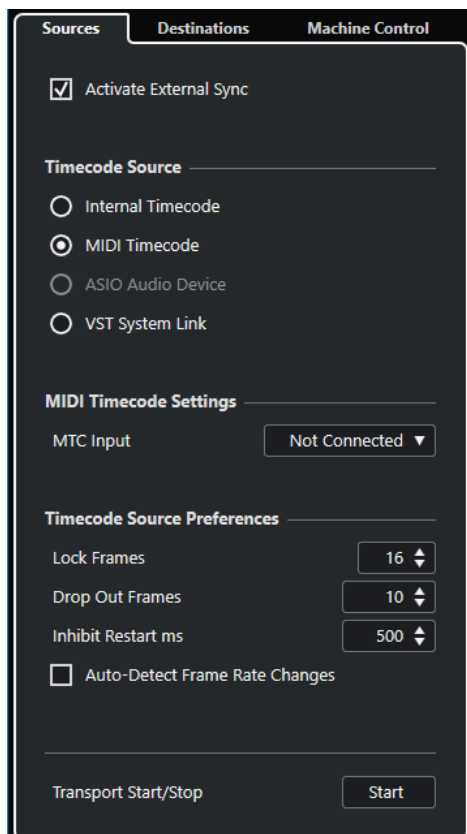 Sources Destinations Machine Control
Activate External Sync
Timecode Source
Internal Timecode
MIDI Timecode
ASIO Audio Device
VST System Link
MIDI Timecode Settings
MTC Input Not Connected
Timecode Source Preferences
Lock Frames 16
Drop Out Frames 10
Inhibit Restart ms 500
Auto-Detect Frame Rate Changes
Transport Start/Stop Start